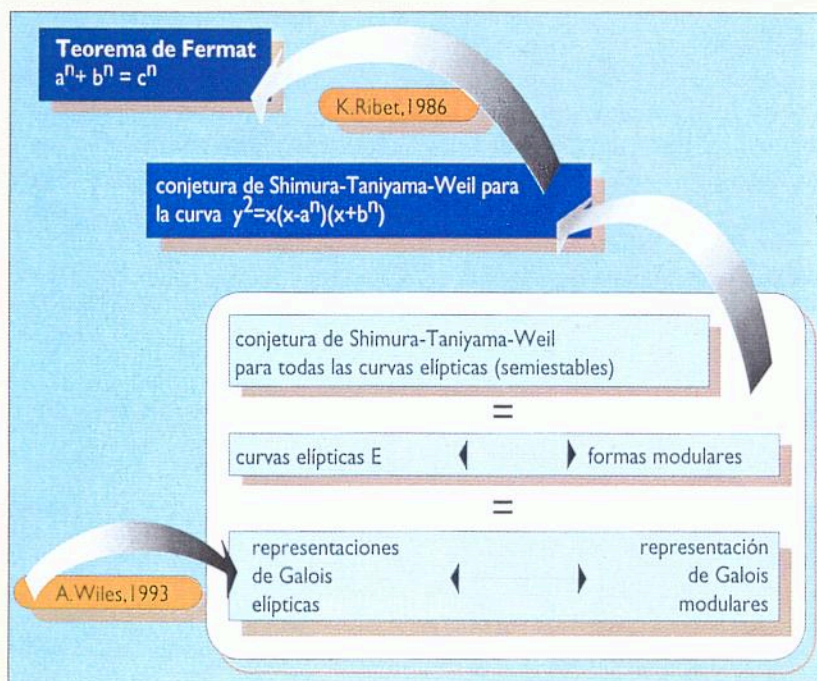 Teorema de Fermat
aⁿ+ bⁿ = cⁿ
K.Ribet,1986
conjetura de Shimura-Taniyama-Weil para
la curva y²=x(x-aⁿ)(x+bⁿ)
conjetura de Shimura-Taniyama-Weil
para todas las curvas elípticas (semiestables)
=
curvas elípticas E formas modulares
=
representaciones representación
de Galois de Galois
elípticas modulares
A.Wiles,1993